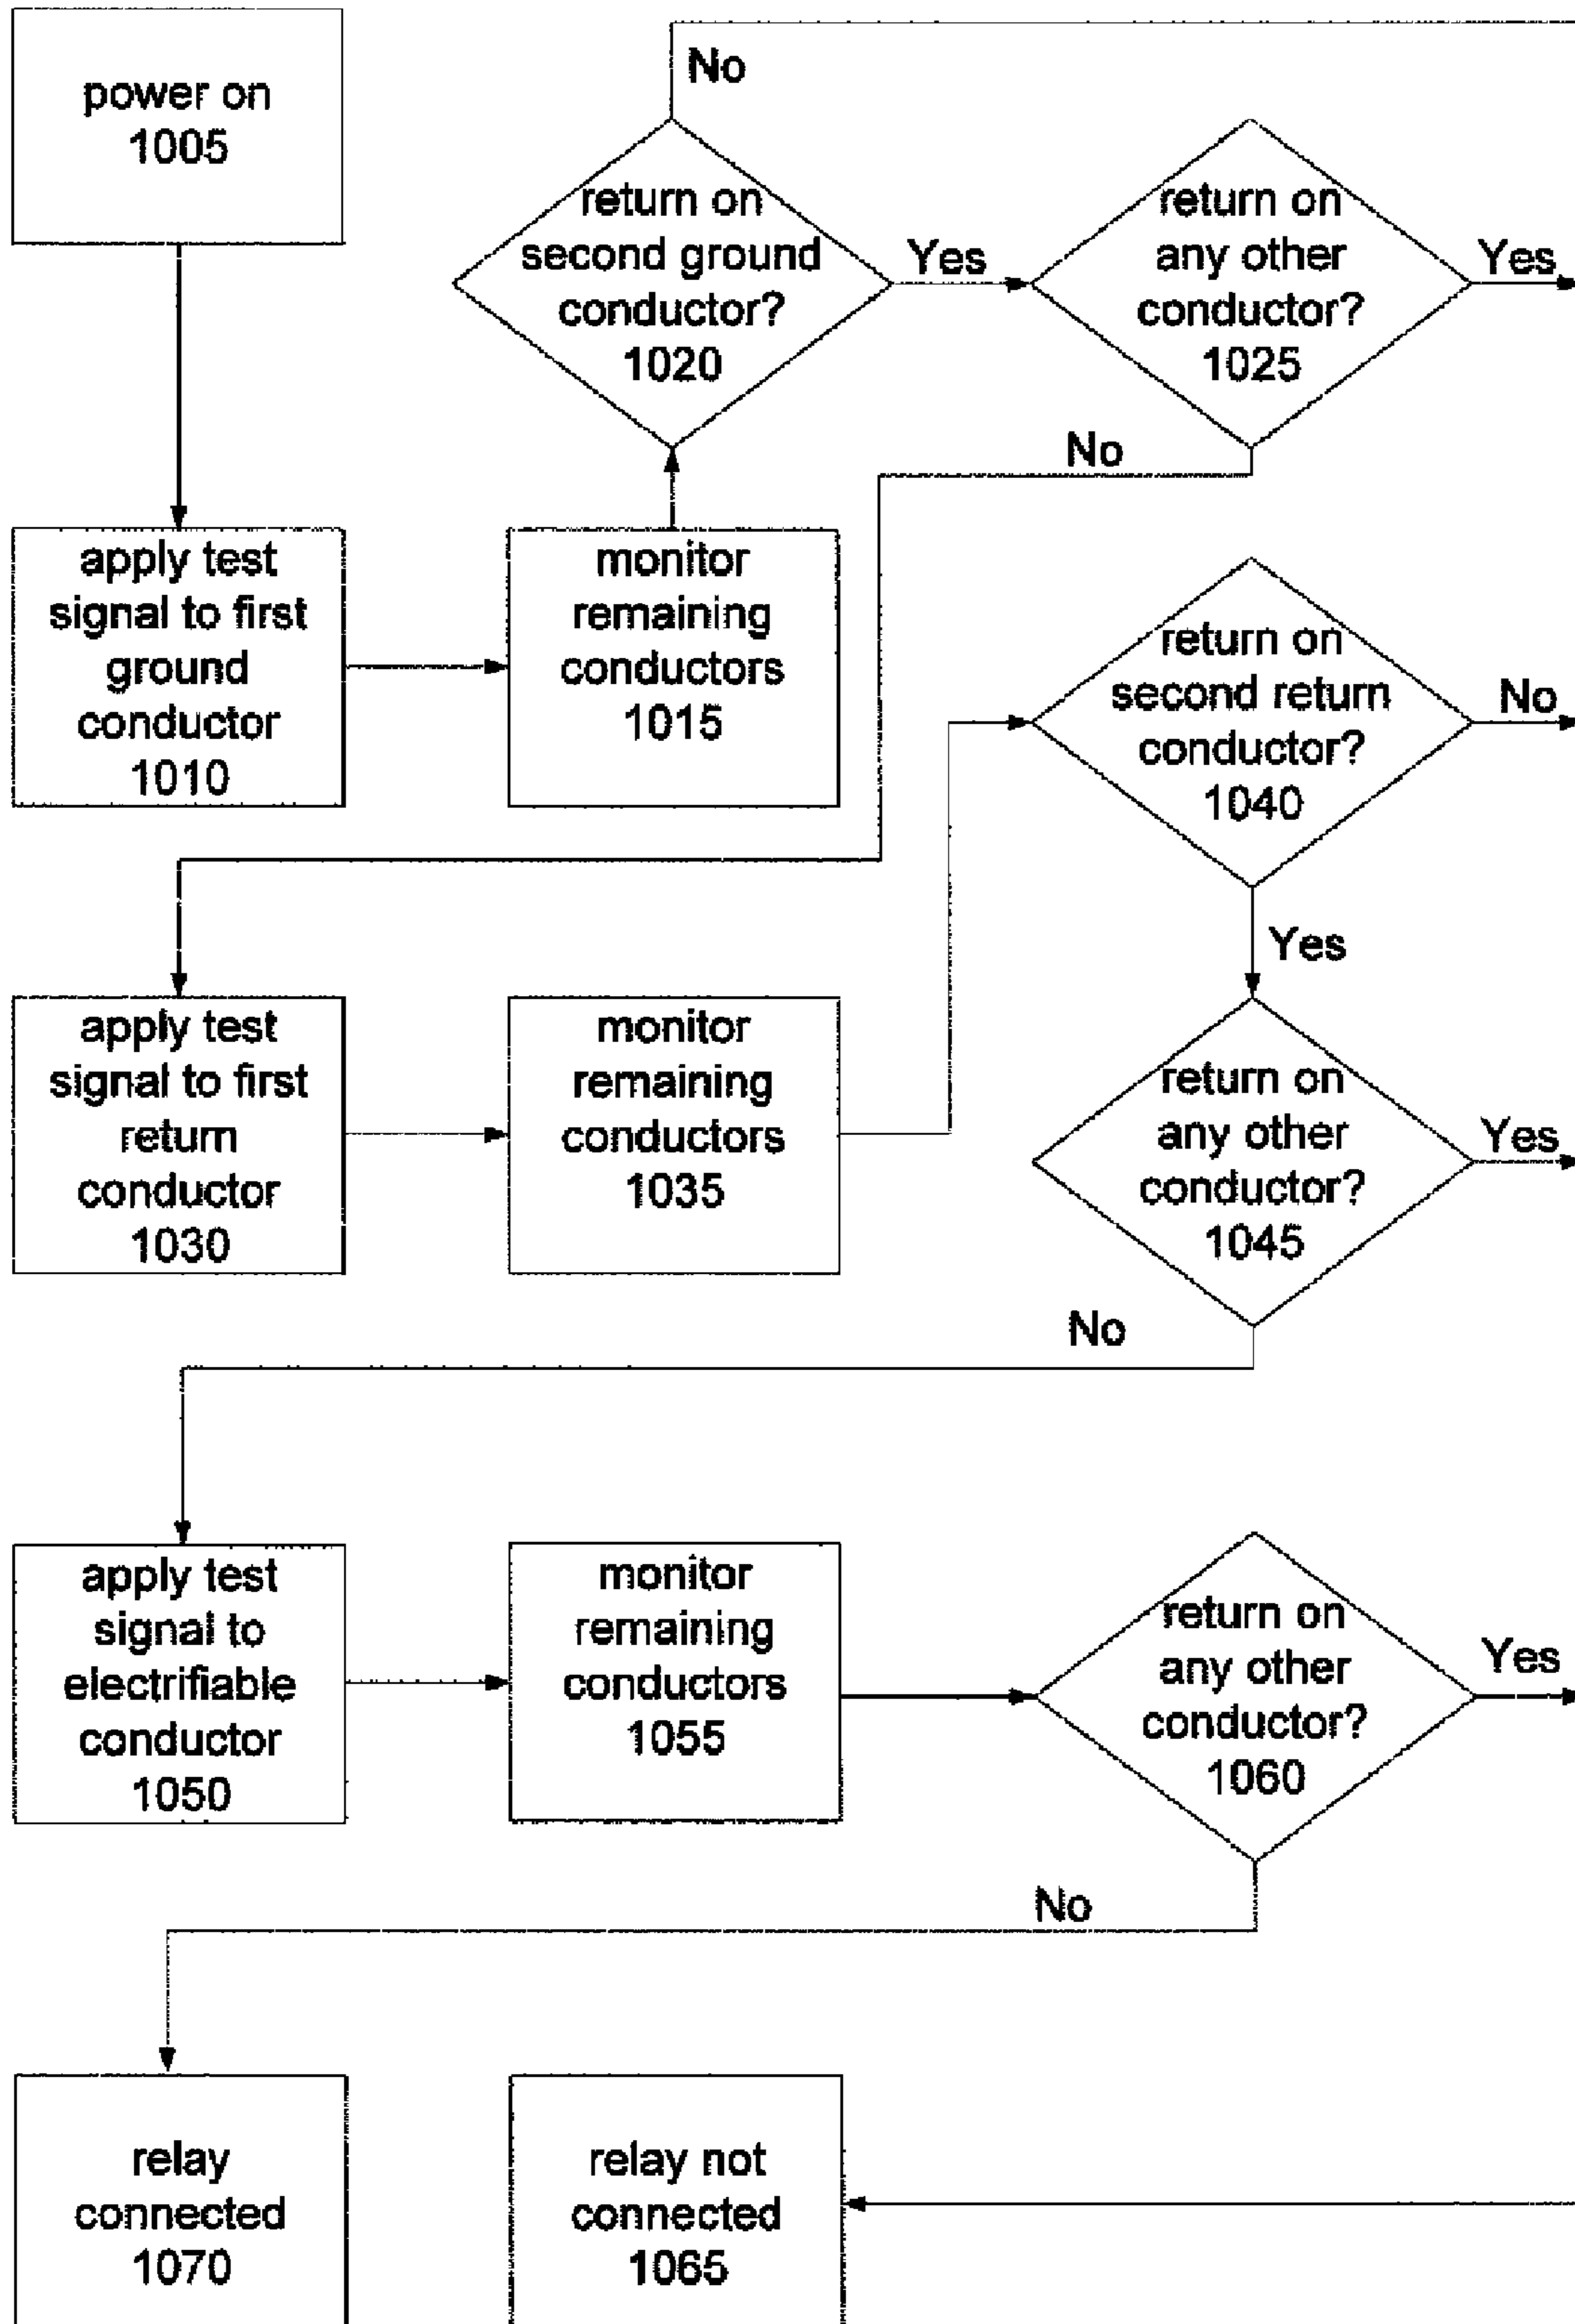 power on
1005
No
return on
second ground
conductor?
1020
Yes
return on
any other
conductor?
1025
Yes
No
apply test
signal to first
ground
conductor
1010
monitor
remaining
conductors
1015
return on
second return
conductor?
1040
No
Yes
apply test
signal to first
return
conductor
1030
monitor
remaining
conductors
1035
return on
any other
conductor?
1045
Yes
No
apply test
signal to
electrifiable
conductor
1050
monitor
remaining
conductors
1055
return on
any other
conductor?
1060
Yes
No
relay
connected
1070
relay not
connected
1065